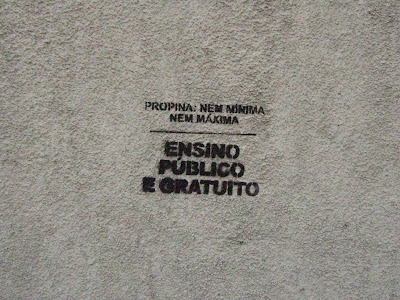 PROPINA: NEM MÍNIMA
NEM MÁXIMA
ENSINO
PÚBLICO
E GRATUITO